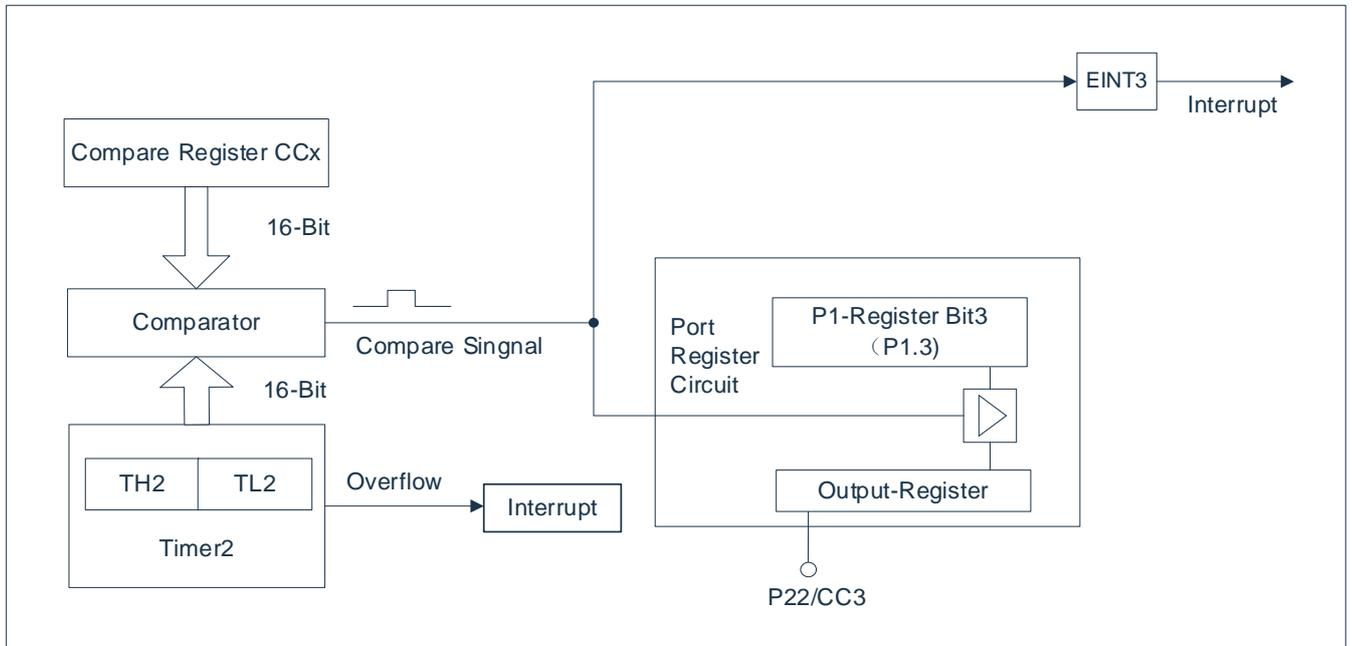 EINT3
Interrupt
Compare Register CCx
16-Bit
Comparator
Compare Singnal
16-Bit
TH2
TL2
Timer2
Overflow
Interrupt
Port
Register
Circuit
P1-Register Bit3
（P1.3)
Output-Register
P22/CC3